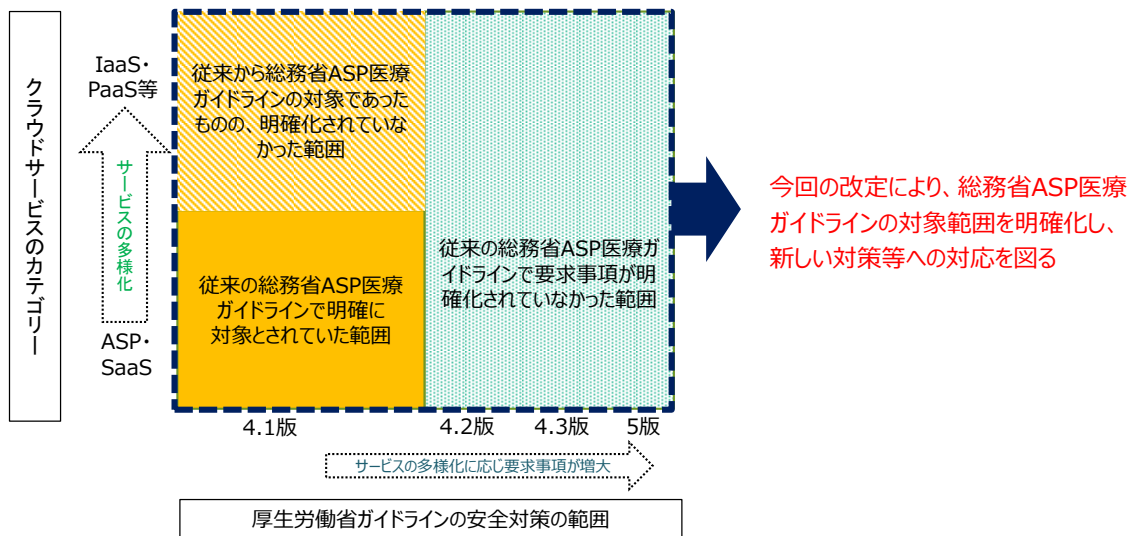 クラウドサービスのカテゴリー
IaaS・
PaaS等
サービスの多様化
ASP・
SaaS
従来から総務省ASP医療
ガイドラインの対象であった
ものの、明確化されていな
かった範囲
従来の総務省ASP医療
ガイドラインで明確に
対象とされていた範囲
従来の総務省ASP医療ガ
イドラインで要求事項が明
確化されていなかった範囲
今回の改定により、総務省ASP医療
ガイドラインの対象範囲を明確化し、
新しい対策等への対応を図る
4.1版
4.2版
4.3版
5版
サービスの多様化に応じ要求事項が増大
厚生労働省ガイドラインの安全対策の範囲